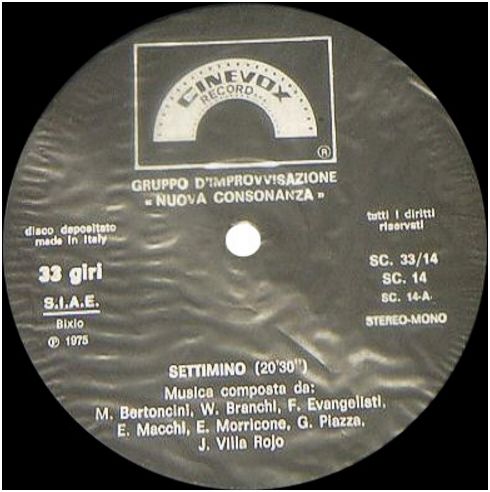 CINEVOX
RECORD
®
GRUPPO D'IMPROVVISAZIONE
« NUOVA CONSONANZA »
disco depositato
made in Italy
33 giri
S.I.A.E.
Bixio
℗ 1975
tutti i diritti
riservati
SC. 33/14
SC. 14
SC. 14-A
STEREO-MONO
SETTIMINO (20'30")
Musica composta da:
M. Bertoncini, W. Branchi, F. Evangelisti,
E. Macchi, E. Morricone, G. Piazza,
J. Villa Rojo